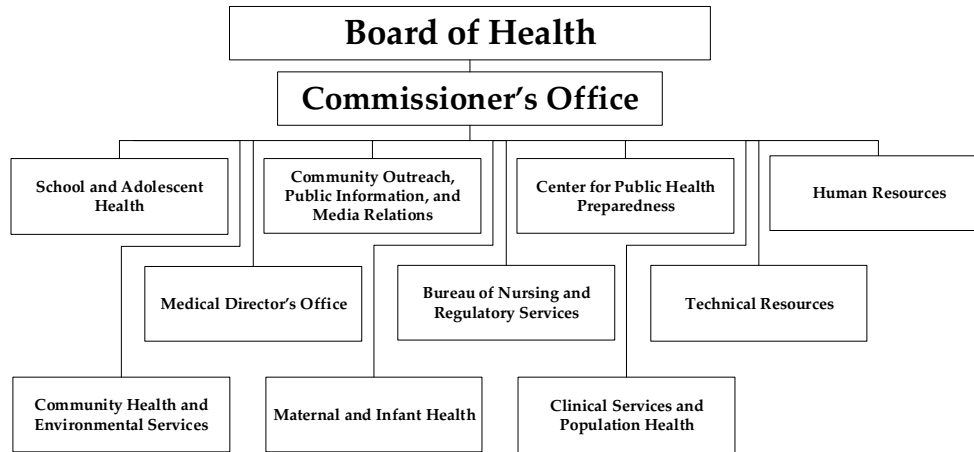 Board of Health
Commissioner’s Office
School and Adolescent
Health
Community Outreach,
Public Information, and
Media Relations
Center for Public Health
Preparedness
Human Resources
Medical Director’s Office
Bureau of Nursing and
Regulatory Services
Technical Resources
Community Health and
Environmental Services
Maternal and Infant Health
Clinical Services and
Population Health